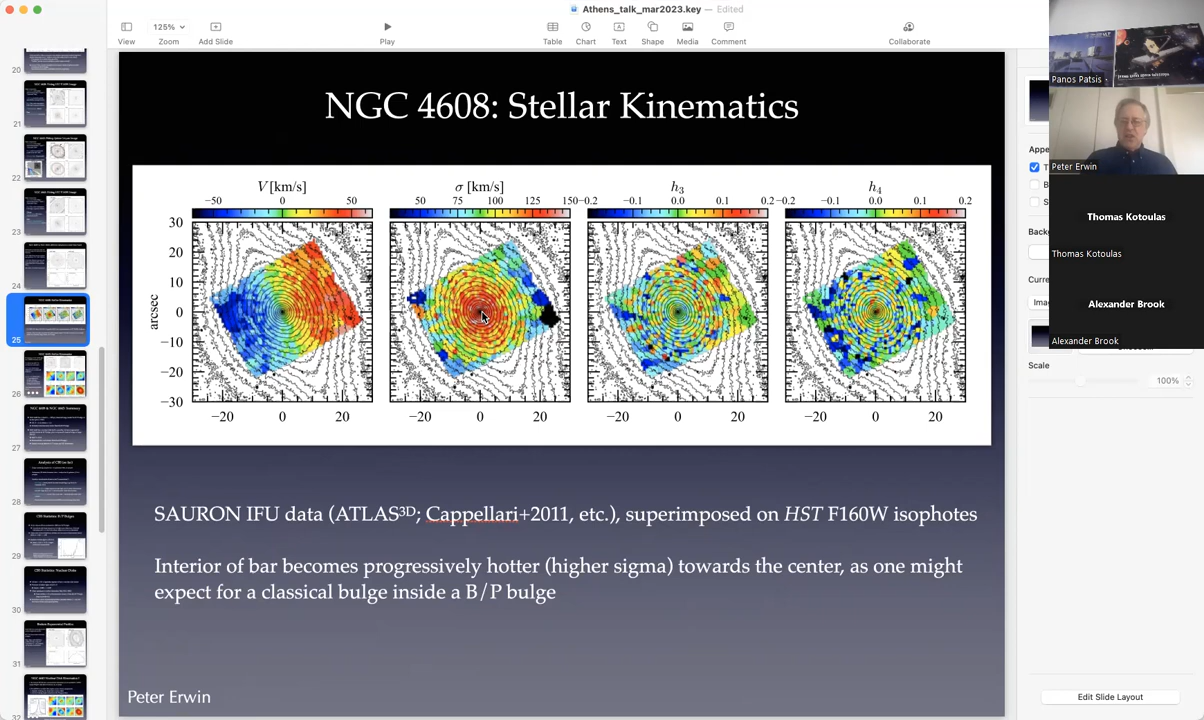 Athens_talk_mar2023.key — Edited
125%
View
Zoom
Add Slide
Play
Table
Chart
Text
Shape
Media
Comment
Collaborate
20
21
22
23
24
25
26
27
28
29
30
31
32
NGC 4608: Stellar Kinematics
V [km/s]
σ [km/s]
h3
h4
−50 0 50
50 75 100 125 150
−0.2 −0.1 0.0 0.1 0.2
−0.2 −0.1 0.0 0.1 0.2
arcsec
30
20
10
0
−10
−20
−30
−20 0 20
−20 0 20
−20 0 20
−20 0 20
SAURON IFU data (ATLAS3D; Cappellari+2011, etc.), superimposed on HST F160W isophotes
Interior of bar becomes progressively hotter (higher sigma) towards the center, as one might
expect for a classical bulge inside a B/P bulge
Peter Erwin
Panos Patsis
Peter Erwin
Thomas Kotoulas
Thomas Kotoulas
Alexander Brook
Alexander Brook
Scale
100%
Edit Slide Layout